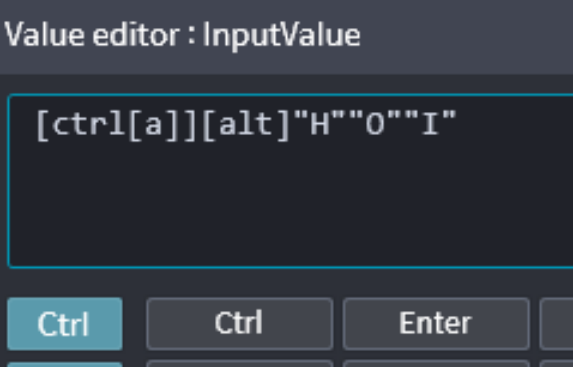 Value editor : InputValue
[ctrl[a]][alt]"H""O""I"
Ctrl Ctrl Enter